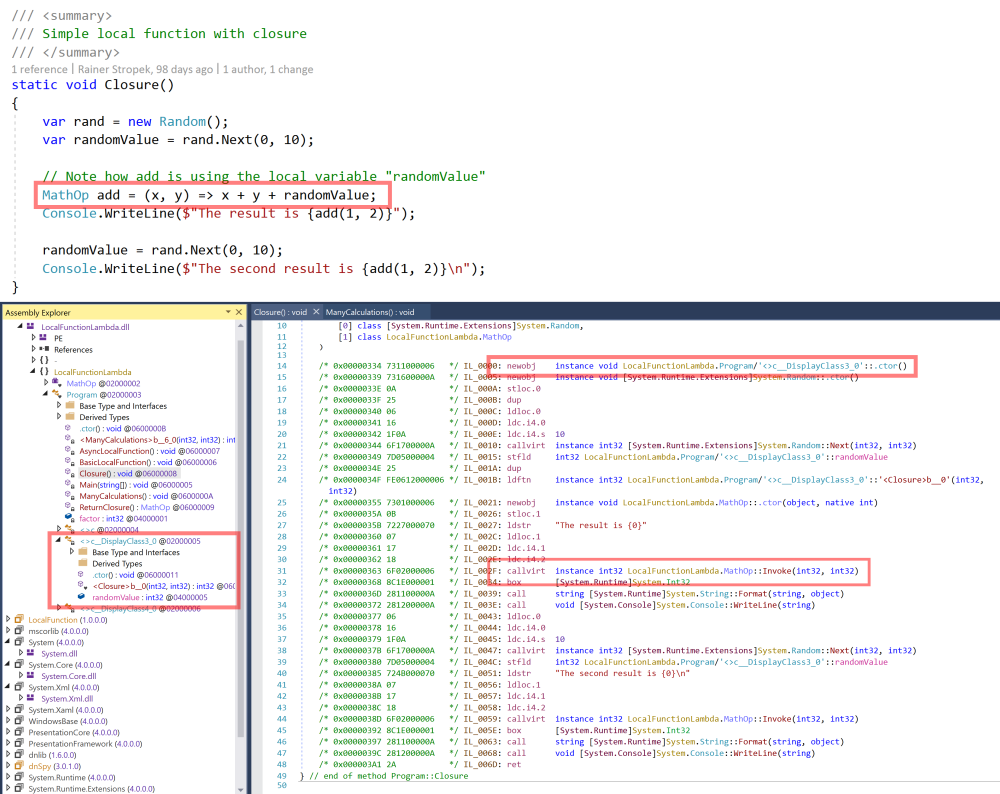 /// <summary>
/// Simple local function with closure
/// </summary>
1 reference | Rainer Stropek, 98 days ago | 1 author, 1 change
static void Closure()
{
var rand = new Random();
var randomValue = rand.Next(0, 10);
// Note how add is using the local variable "randomValue"
MathOp add = (x, y) => x + y + randomValue;
Console.WriteLine($"The result is {add(1, 2)}");
randomValue = rand.Next(0, 10);
Console.WriteLine($"The second result is {add(1, 2)}\n");
}
Assembly Explorer
LocalFunctionLambda.dll
PE
References
{ } -
{ } LocalFunctionLambda
MathOp @02000002
Program @02000003
Base Type and Interfaces
Derived Types
.ctor() : void @0600000B
<ManyCalculations>b__6_0(int32, int32) : int
AsyncLocalFunction() : void @06000007
BasicLocalFunction() : void @06000006
Closure() : void @06000008
Main(string[]) : void @06000005
ManyCalculations() : void @0600000A
ReturnClosure() : MathOp @06000009
factor : int32 @04000001
<>c @02000004
<>c__DisplayClass3_0 @02000005
Base Type and Interfaces
Derived Types
.ctor() : void @06000011
<Closure>b__0(int32, int32) : int32 @060
randomValue : int32 @04000005
<>c__DisplayClass4_0 @02000006
LocalFunction (1.0.0.0)
mscorlib (4.0.0.0)
System (4.0.0.0)
System.dll
System.Core (4.0.0.0)
System.Core.dll
System.Xml (4.0.0.0)
System.Xml.dll
System.Xaml (4.0.0.0)
WindowsBase (4.0.0.0)
PresentationCore (4.0.0.0)
PresentationFramework (4.0.0.0)
dnlib (1.6.0.0)
dnSpy (3.0.1.0)
System.Runtime (4.0.0.0)
System.Runtime.Extensions (4.0.0.0)
Closure() : void ManyCalculations() : void
10 [0] class [System.Runtime.Extensions]System.Random,
11 [1] class LocalFunctionLambda.MathOp
12 )
13
14 /* 0x00000334 7311000006 */ IL_0000: newobj instance void LocalFunctionLambda.Program/'<>c__DisplayClass3_0'::.ctor()
15 /* 0x00000339 731600000A */ IL_0005: newobj instance void [System.Runtime.Extensions]System.Random::.ctor()
16 /* 0x0000033E 0A */ IL_000A: stloc.0
17 /* 0x0000033F 25 */ IL_000B: dup
18 /* 0x00000340 06 */ IL_000C: ldloc.0
19 /* 0x00000341 16 */ IL_000D: ldc.i4.0
20 /* 0x00000342 1F0A */ IL_000E: ldc.i4.s 10
21 /* 0x00000344 6F1700000A */ IL_0010: callvirt instance int32 [System.Runtime.Extensions]System.Random::Next(int32, int32)
22 /* 0x00000349 7D05000004 */ IL_0015: stfld int32 LocalFunctionLambda.Program/'<>c__DisplayClass3_0'::randomValue
23 /* 0x0000034E 25 */ IL_001A: dup
24 /* 0x0000034F FE0612000006 */ IL_001B: ldftn instance int32 LocalFunctionLambda.Program/'<>c__DisplayClass3_0'::'<Closure>b__0'(int32,
int32)
25 /* 0x00000355 7301000006 */ IL_0021: newobj instance void LocalFunctionLambda.MathOp::.ctor(object, native int)
26 /* 0x0000035A 0B */ IL_0026: stloc.1
27 /* 0x0000035B 7227000070 */ IL_0027: ldstr "The result is {0}"
28 /* 0x00000360 07 */ IL_002C: ldloc.1
29 /* 0x00000361 17 */ IL_002D: ldc.i4.1
30 /* 0x00000362 18 */ IL_002E: ldc.i4.2
31 /* 0x00000363 6F02000006 */ IL_002F: callvirt instance int32 LocalFunctionLambda.MathOp::Invoke(int32, int32)
32 /* 0x00000368 8C1E000001 */ IL_0034: box [System.Runtime]System.Int32
33 /* 0x0000036D 281100000A */ IL_0039: call string [System.Runtime]System.String::Format(string, object)
34 /* 0x00000372 281200000A */ IL_003E: call void [System.Console]System.Console::WriteLine(string)
35 /* 0x00000377 06 */ IL_0043: ldloc.0
36 /* 0x00000378 16 */ IL_0044: ldc.i4.0
37 /* 0x00000379 1F0A */ IL_0045: ldc.i4.s 10
38 /* 0x0000037B 6F1700000A */ IL_0047: callvirt instance int32 [System.Runtime.Extensions]System.Random::Next(int32, int32)
39 /* 0x00000380 7D05000004 */ IL_004C: stfld int32 LocalFunctionLambda.Program/'<>c__DisplayClass3_0'::randomValue
40 /* 0x00000385 724B000070 */ IL_0051: ldstr "The second result is {0}\n"
41 /* 0x0000038A 07 */ IL_0056: ldloc.1
42 /* 0x0000038B 17 */ IL_0057: ldc.i4.1
43 /* 0x0000038C 18 */ IL_0058: ldc.i4.2
44 /* 0x0000038D 6F02000006 */ IL_0059: callvirt instance int32 LocalFunctionLambda.MathOp::Invoke(int32, int32)
45 /* 0x00000392 8C1E000001 */ IL_005E: box [System.Runtime]System.Int32
46 /* 0x00000397 281100000A */ IL_0063: call string [System.Runtime]System.String::Format(string, object)
47 /* 0x0000039C 281200000A */ IL_0068: call void [System.Console]System.Console::WriteLine(string)
48 /* 0x000003A1 2A */ IL_006D: ret
49 } // end of method Program::Closure
50